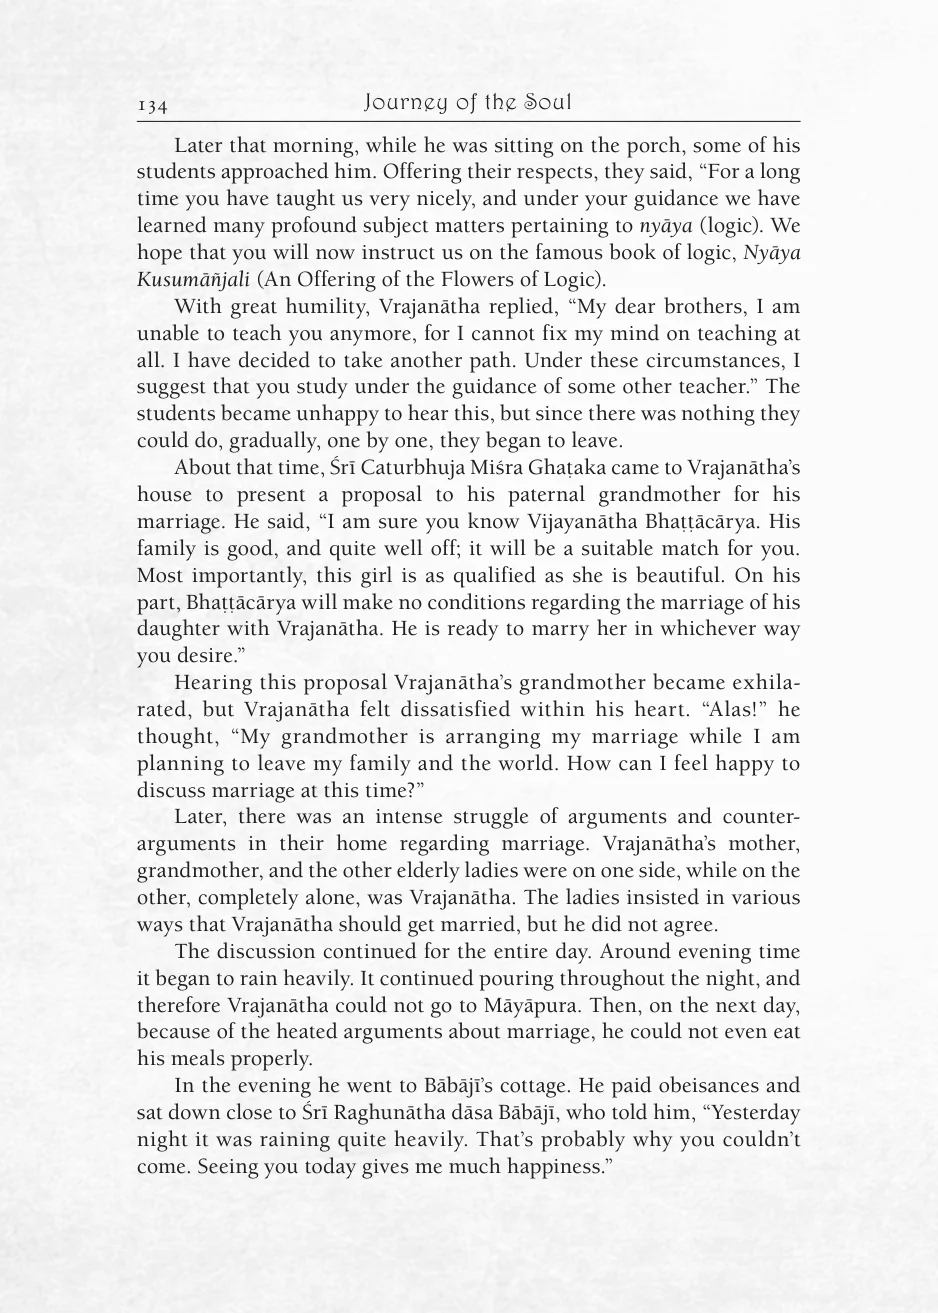 134
Journey of the Soul
Later that morning, while he was sitting on the porch, some of his
students approached him. Offering their respects, they said, “For a long
time you have taught us very nicely, and under your guidance we have
learned many profound subject matters pertaining to nyāya (logic). We
hope that you will now instruct us on the famous book of logic, Nyāya
Kusumāñjali (An Offering of the Flowers of Logic).
With great humility, Vrajanātha replied, “My dear brothers, I am
unable to teach you anymore, for I cannot fix my mind on teaching at
all. I have decided to take another path. Under these circumstances, I
suggest that you study under the guidance of some other teacher.” The
students became unhappy to hear this, but since there was nothing they
could do, gradually, one by one, they began to leave.
About that time, Śrī Caturbhuja Miśra Ghaṭaka came to Vrajanātha’s
house to present a proposal to his paternal grandmother for his
marriage. He said, “I am sure you know Vijayanātha Bhaṭṭācārya. His
family is good, and quite well off; it will be a suitable match for you.
Most importantly, this girl is as qualified as she is beautiful. On his
part, Bhaṭṭācārya will make no conditions regarding the marriage of his
daughter with Vrajanātha. He is ready to marry her in whichever way
you desire.”
Hearing this proposal Vrajanātha’s grandmother became exhila-
rated, but Vrajanātha felt dissatisfied within his heart. “Alas!” he
thought, “My grandmother is arranging my marriage while I am
planning to leave my family and the world. How can I feel happy to
discuss marriage at this time?”
Later, there was an intense struggle of arguments and counter-
arguments in their home regarding marriage. Vrajanātha’s mother,
grandmother, and the other elderly ladies were on one side, while on the
other, completely alone, was Vrajanātha. The ladies insisted in various
ways that Vrajanātha should get married, but he did not agree.
The discussion continued for the entire day. Around evening time
it began to rain heavily. It continued pouring throughout the night, and
therefore Vrajanātha could not go to Māyāpura. Then, on the next day,
because of the heated arguments about marriage, he could not even eat
his meals properly.
In the evening he went to Bābājī’s cottage. He paid obeisances and
sat down close to Śrī Raghunātha dāsa Bābājī, who told him, “Yesterday
night it was raining quite heavily. That’s probably why you couldn’t
come. Seeing you today gives me much happiness.”